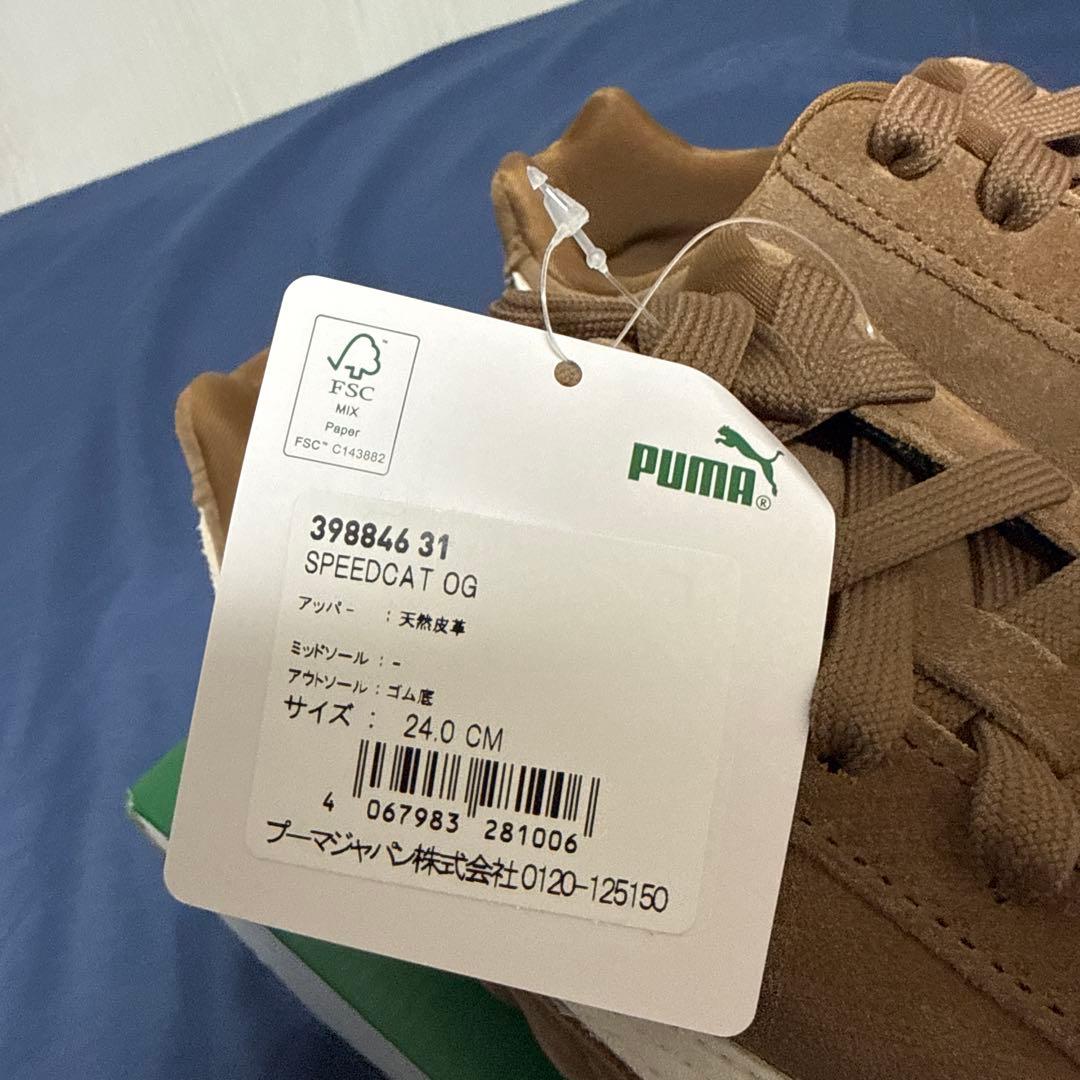 FSC™
MIX
Paper
FSC™ C143882
PUMA®
398846 31
SPEEDCAT OG
アッパー : 天然皮革
ミッドソール : -
アウトソール : ゴム底
サイズ : 24.0 CM
4 067983 281006
プーマジャパン株式会社0120-125150